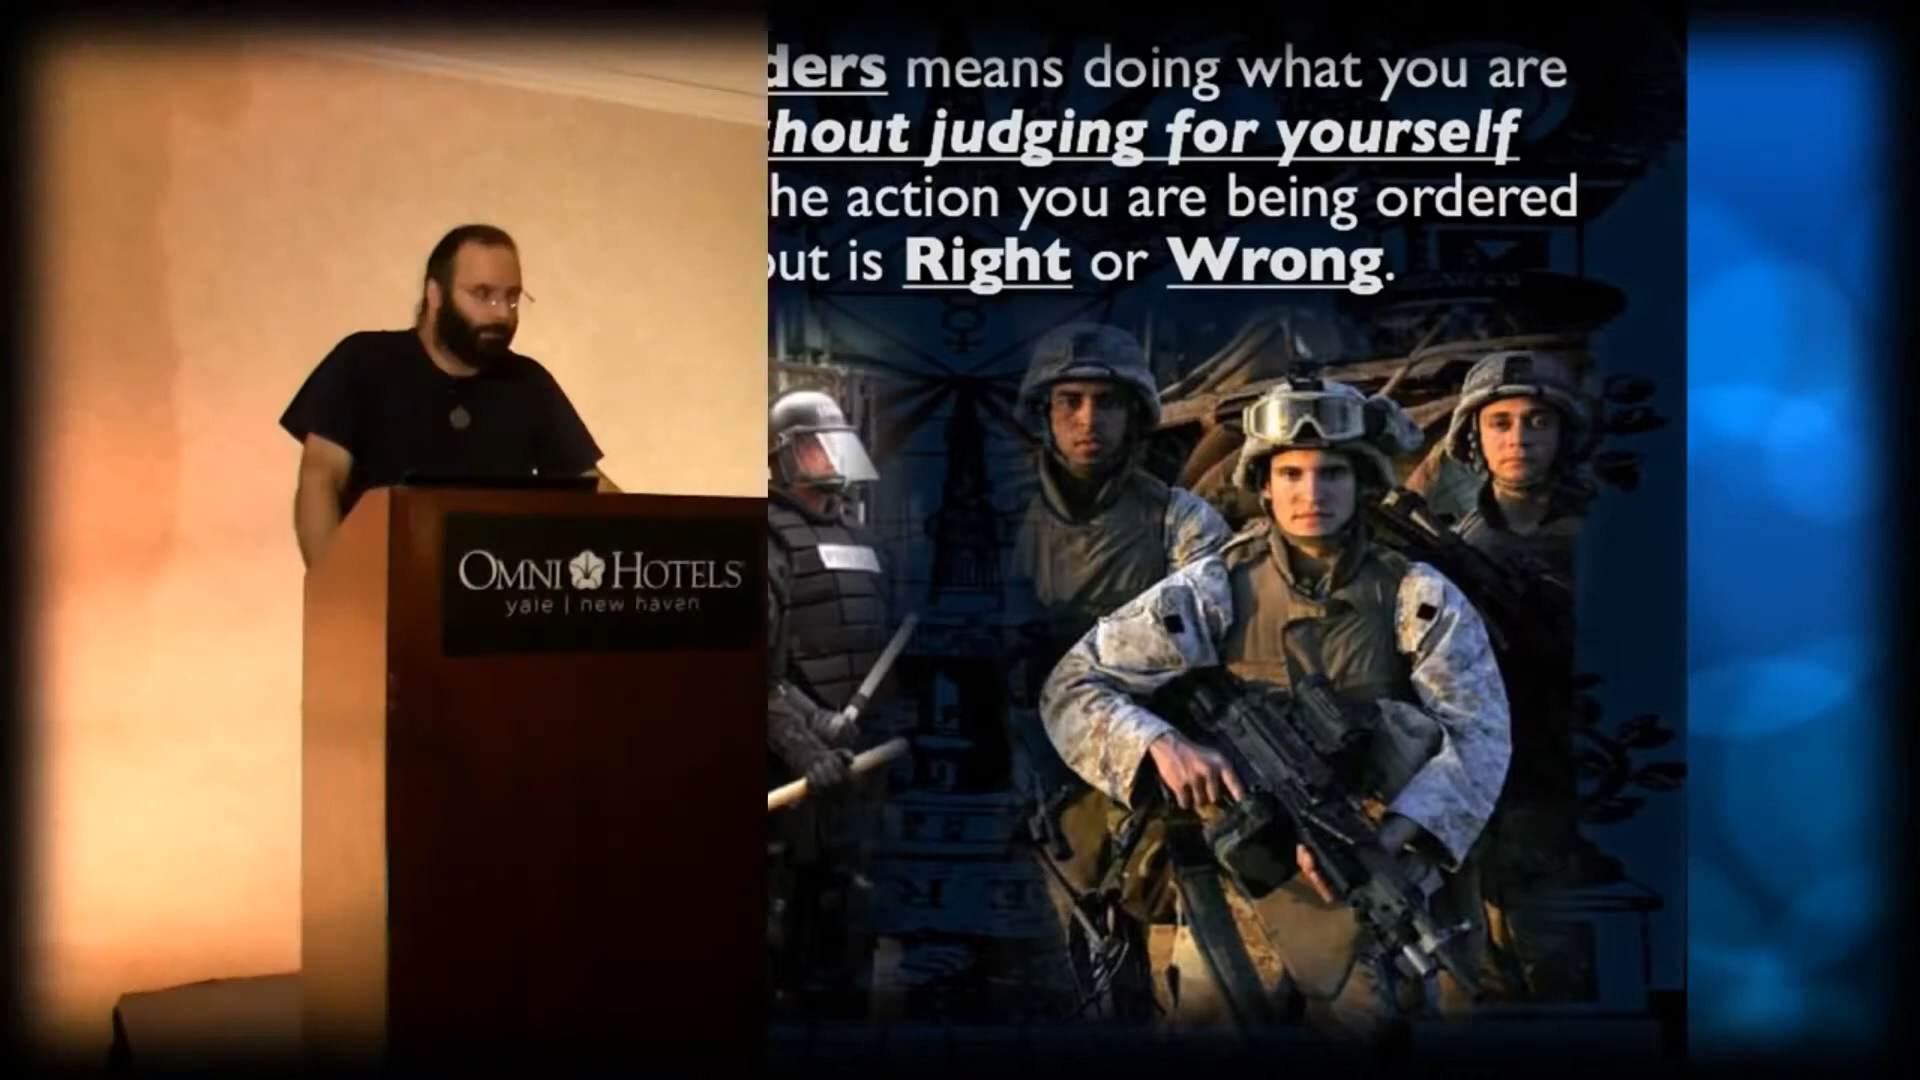 ders means doing what you are
hout judging for yourself
he action you are being ordered
out is Right or Wrong.
OMNI HOTELS
yale | new haven